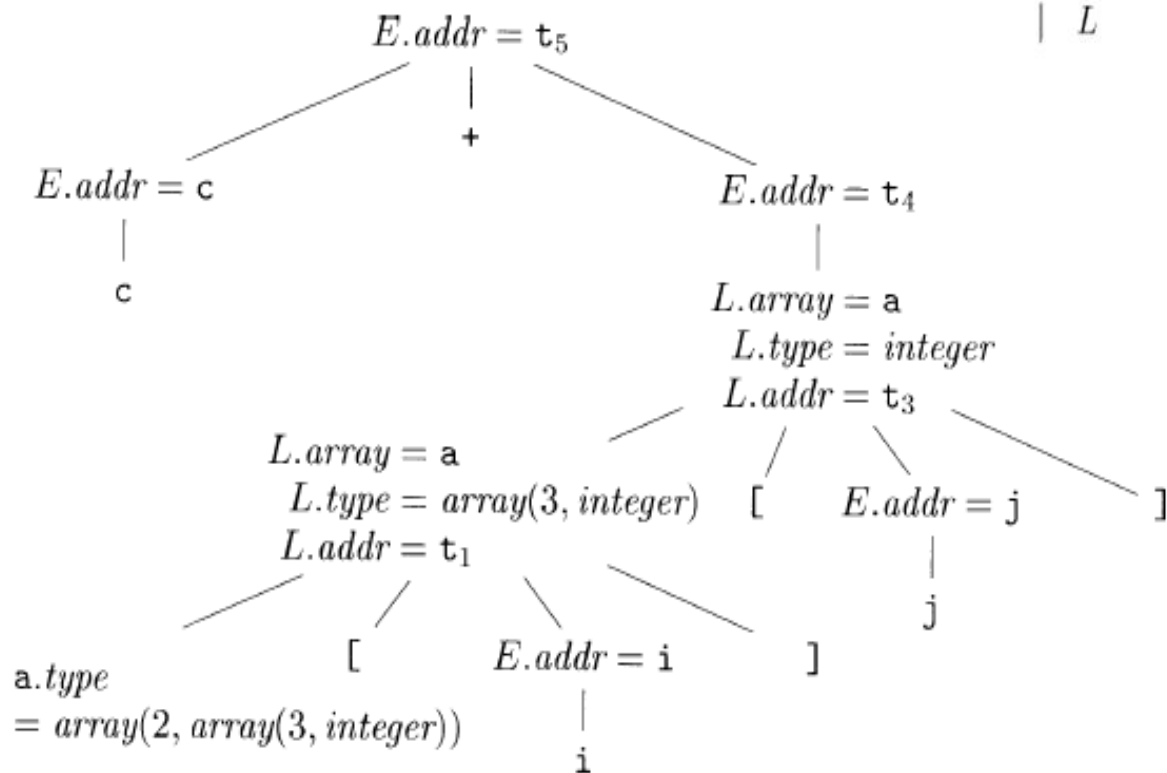 E.addr = t₅
| L
+
E.addr = c
E.addr = t₄
c
L.array = a
L.type = integer
L.addr = t₃
L.array = a
L.type = array(3, integer)
L.addr = t₁
[
E.addr = j
]
j
a.type
= array(2, array(3, integer))
[
E.addr = i
]
i